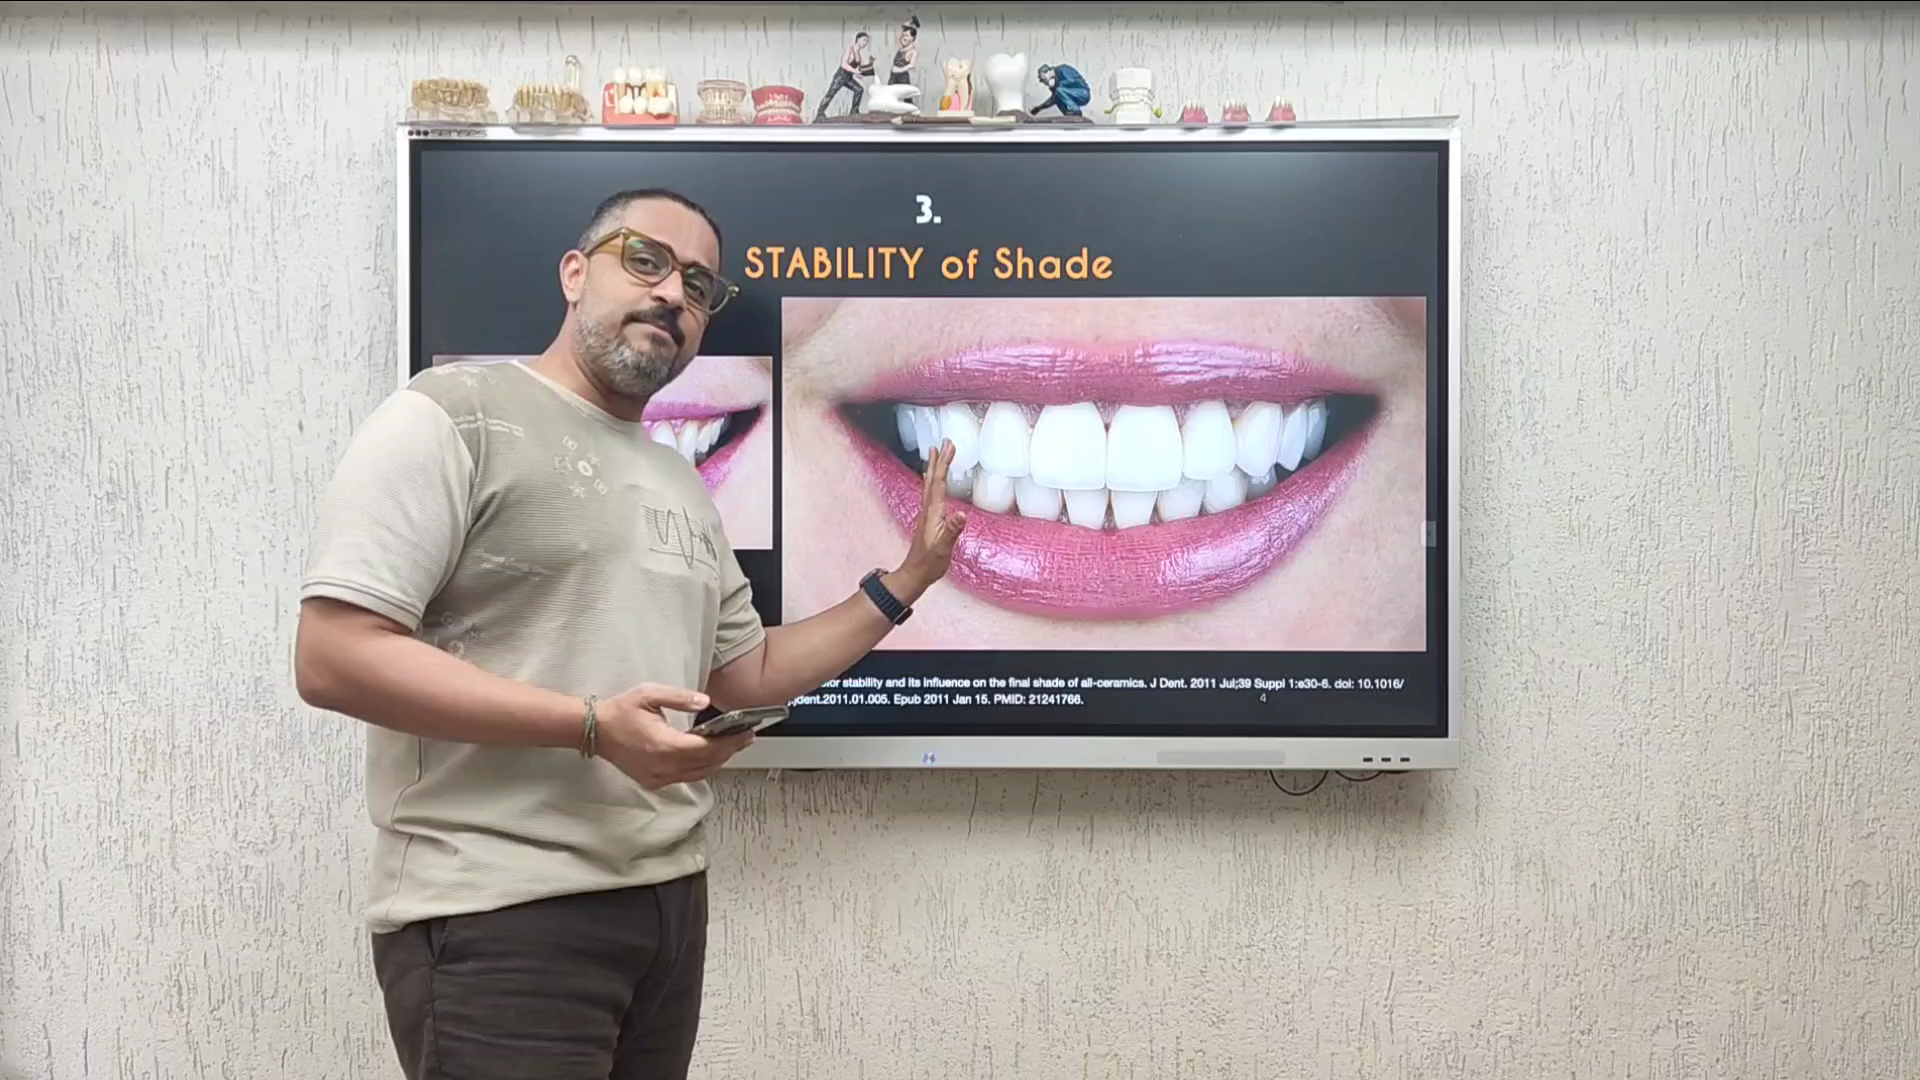 senses
3.
STABILITY of Shade
stability and its influence on the final shade of all-ceramics. J Dent. 2011 Jul;39 Suppl 1:e30-6. doi: 10.1016/
j.jdent.2011.01.005. Epub 2011 Jan 15. PMID: 21241766.
4